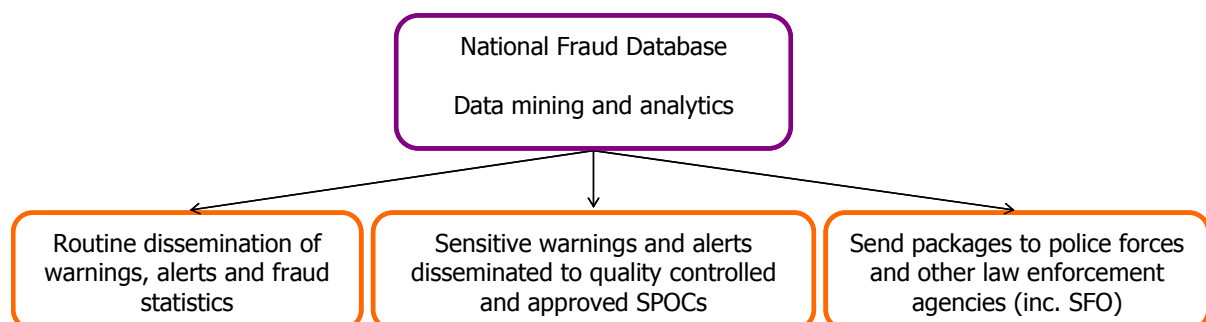 National Fraud Database
Data mining and analytics
Routine dissemination of
warnings, alerts and fraud
statistics
Sensitive warnings and alerts
disseminated to quality controlled
and approved SPOCs
Send packages to police forces
and other law enforcement
agencies (inc. SFO)